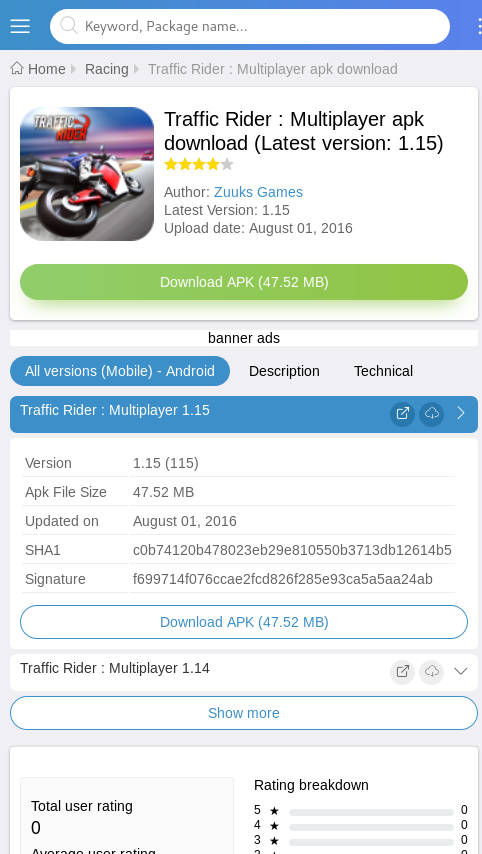 Keyword, Package name...
Home Racing Traffic Rider : Multiplayer apk download
TRAFFIC
RIDER
Traffic Rider : Multiplayer apk
download (Latest version: 1.15)
Author: Zuuks Games
Latest Version: 1.15
Upload date: August 01, 2016
Download APK (47.52 MB)
banner ads
All versions (Mobile) - Android Description Technical
Traffic Rider : Multiplayer 1.15
Version 1.15 (115)
Apk File Size 47.52 MB
Updated on August 01, 2016
SHA1 c0b74120b478023eb29e810550b3713db12614b5
Signature f699714f076ccae2fcd826f285e93ca5a5aa24ab
Download APK (47.52 MB)
Traffic Rider : Multiplayer 1.14
Show more
Total user rating
0
Average user rating
Rating breakdown
5 ★ 0
4 ★ 0
3 ★ 0